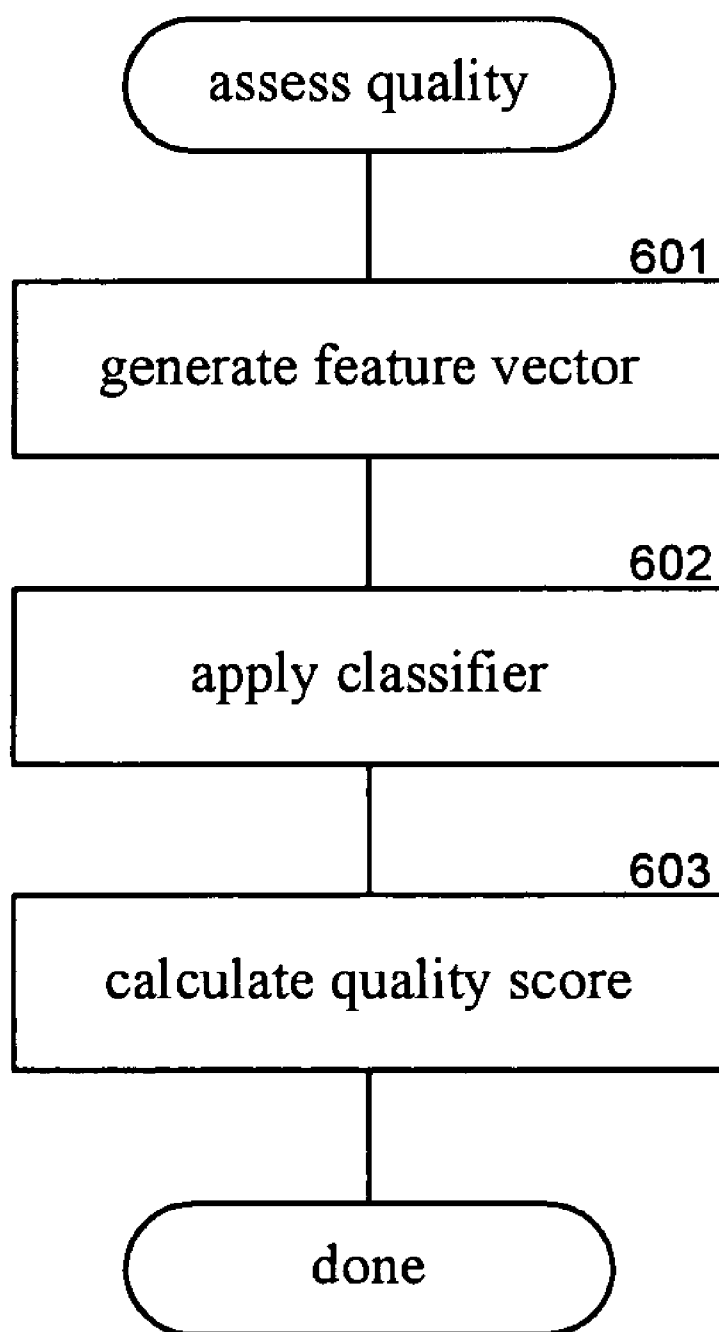 assess quality
601
generate feature vector
602
apply classifier
603
calculate quality score
done